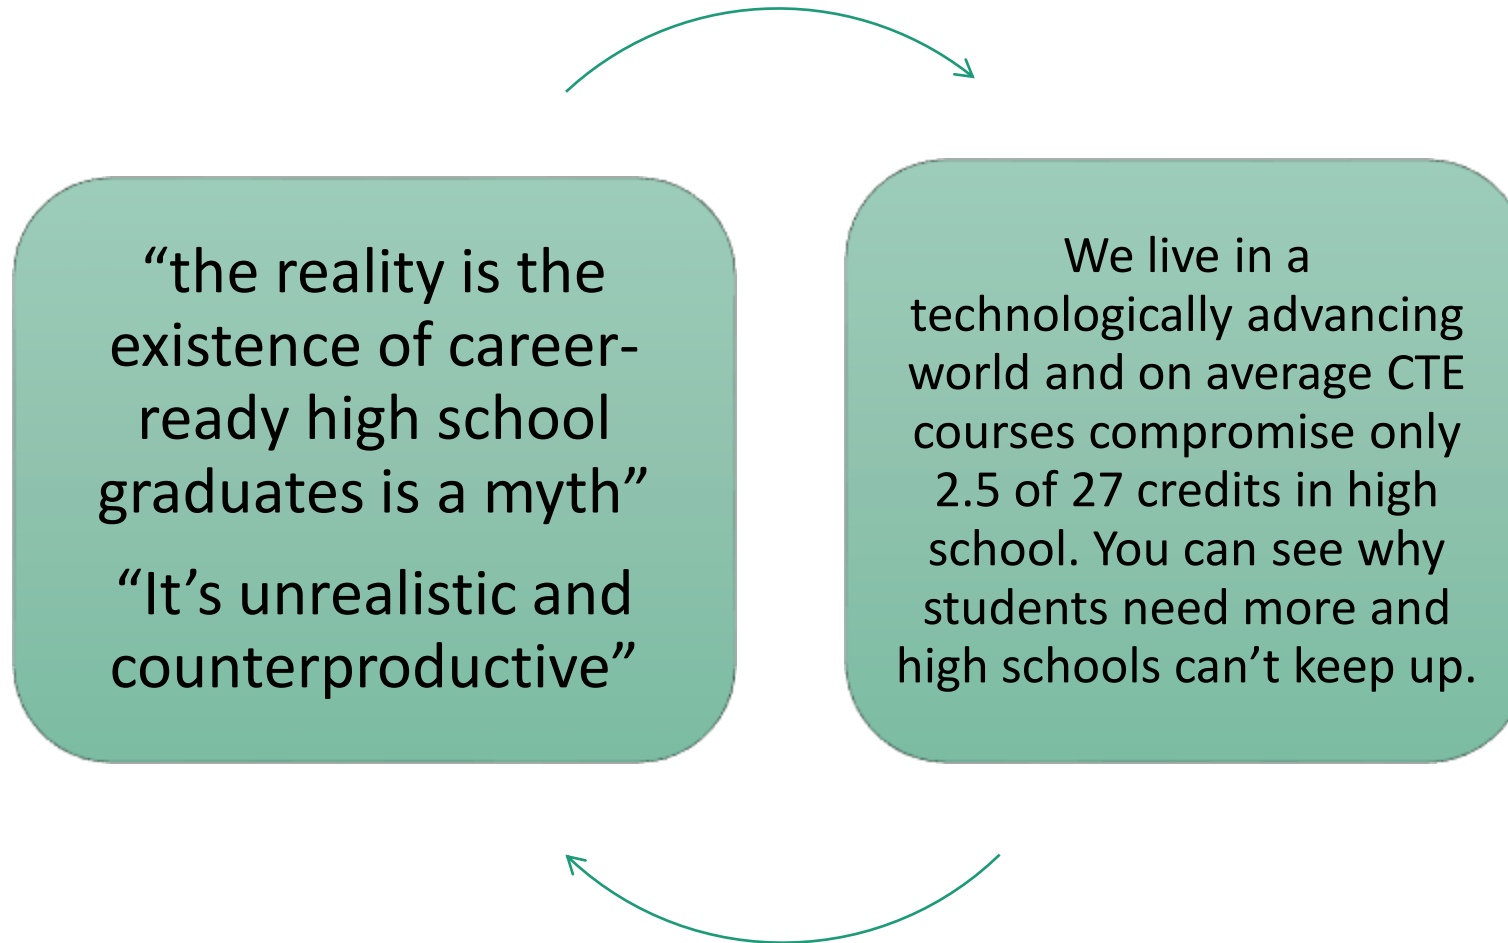 “the reality is the
existence of career-
ready high school
graduates is a myth”
“It’s unrealistic and
counterproductive”
We live in a
technologically advancing
world and on average CTE
courses compromise only
2.5 of 27 credits in high
school. You can see why
students need more and
high schools can’t keep up.